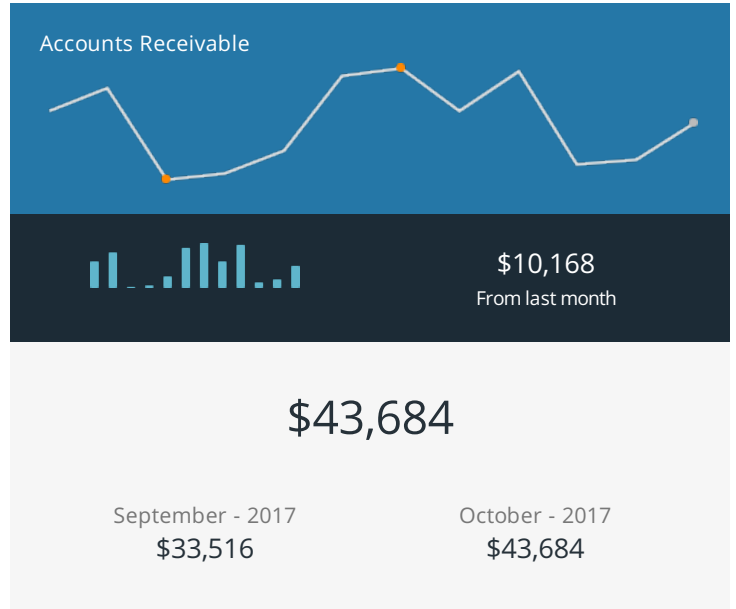 Accounts Receivable
$10,168
From last month
$43,684
September - 2017
$33,516
October - 2017
$43,684